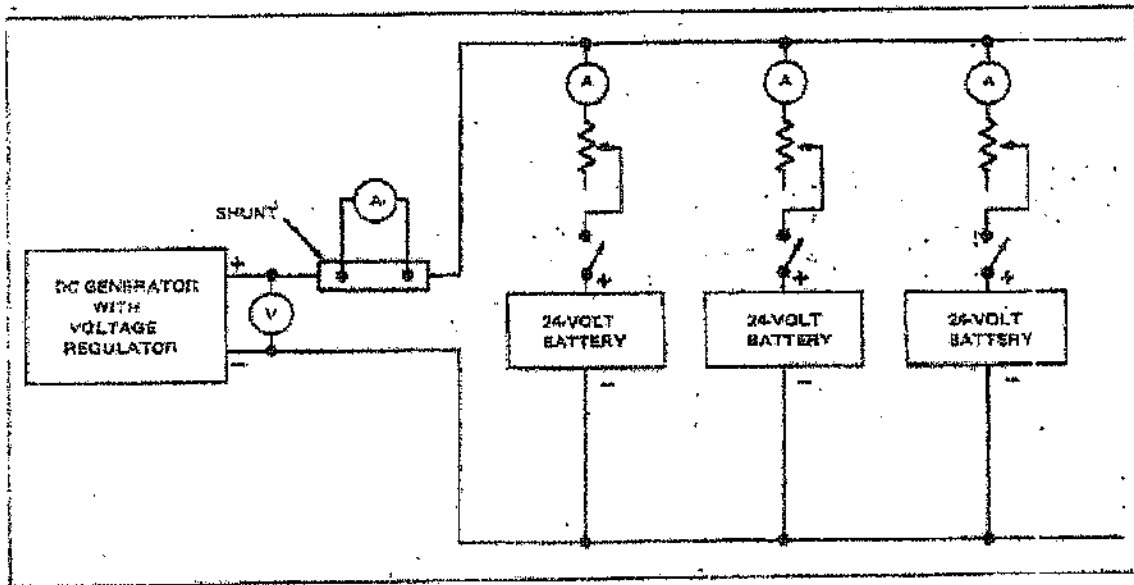 SHUNT
A
+
DC GENERATOR
WITH
VOLTAGE
REGULATOR
V
−
A
A
A
+
+
+
24-VOLT
BATTERY
24-VOLT
BATTERY
24-VOLT
BATTERY
−
−
−